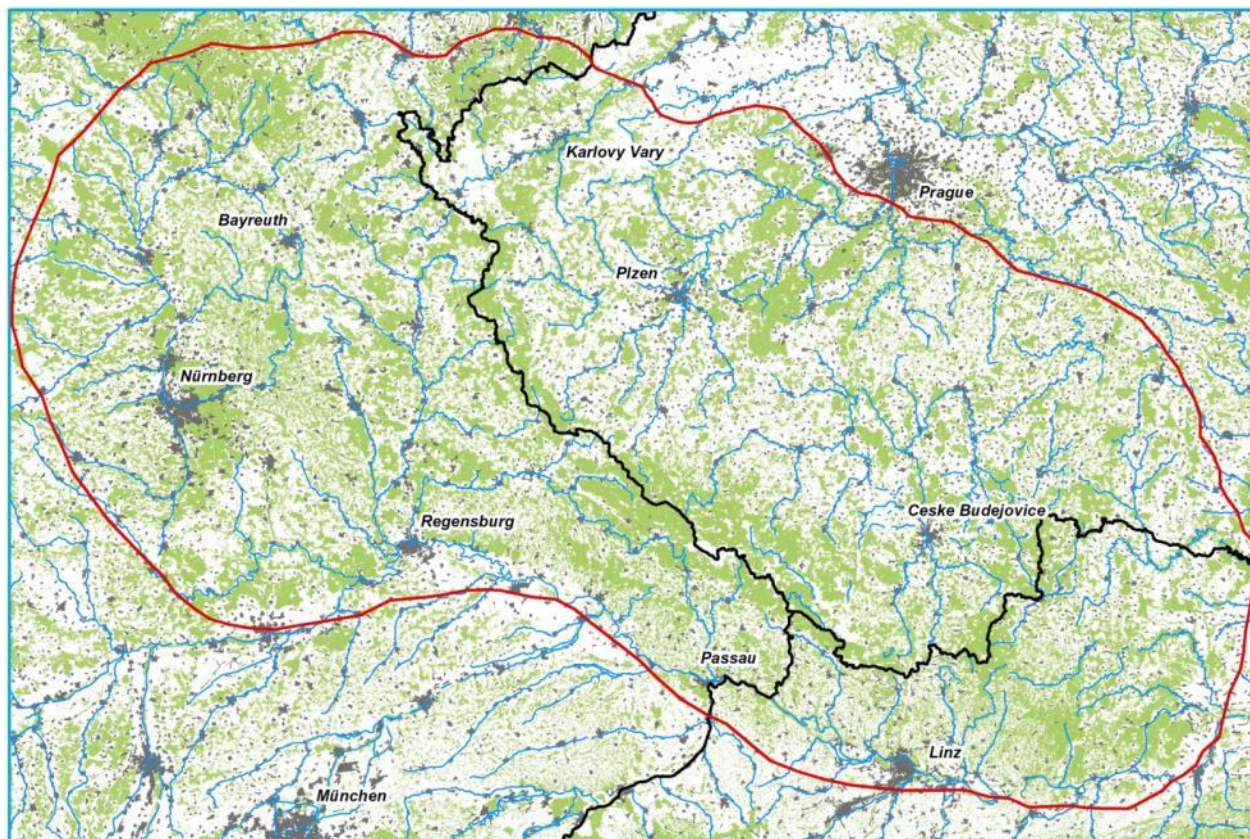 Karlovy Vary
Prague
Bayreuth
Plzen
Nürnberg
Ceske Budejovice
Regensburg
Passau
Linz
München